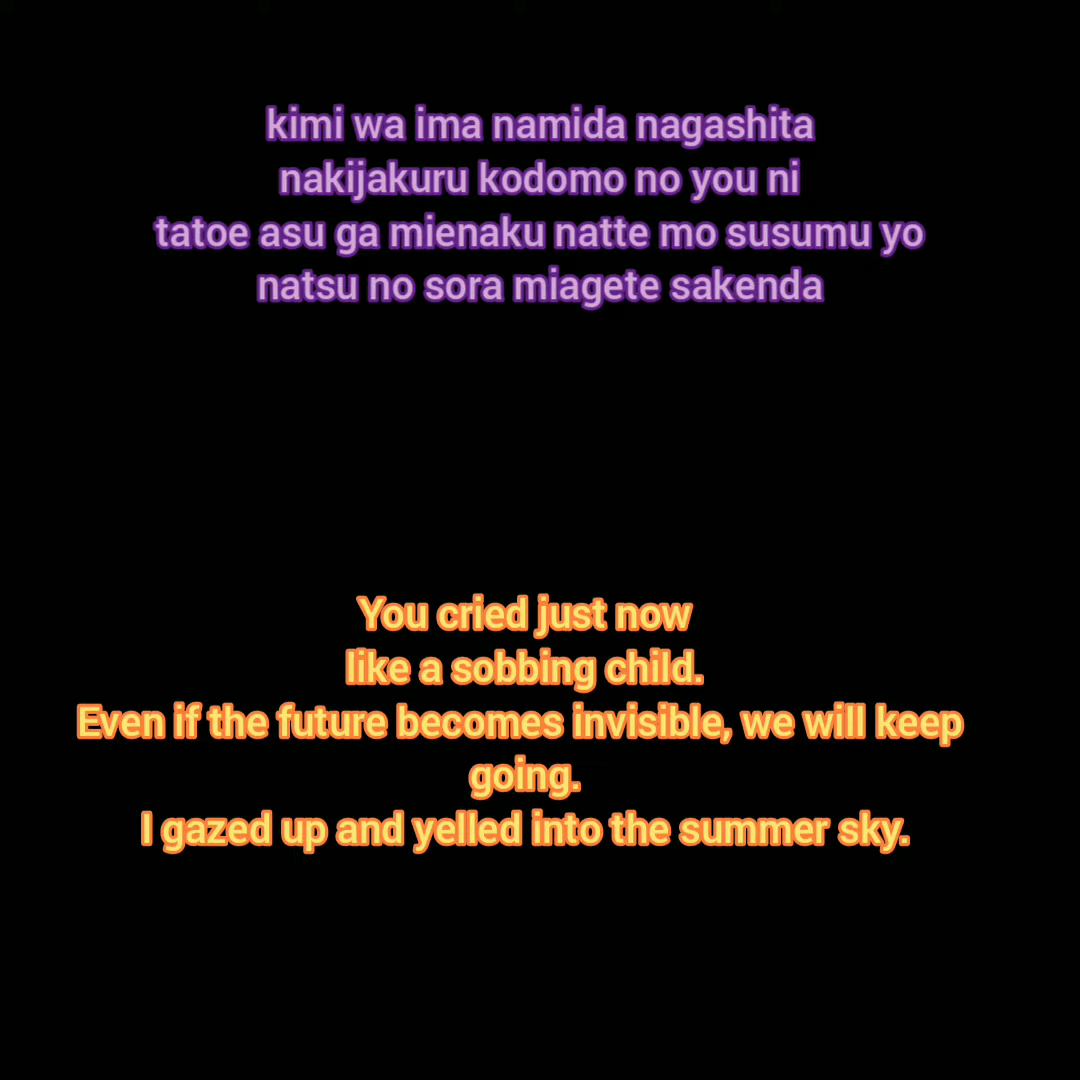 kimi wa ima namida nagashita
nakijakuru kodomo no you ni
tatoe asu ga mienaku natte mo susumu yo
natsu no sora miagete sakenda
You cried just now
like a sobbing child.
Even if the future becomes invisible, we will keep
going.
I gazed up and yelled into the summer sky.